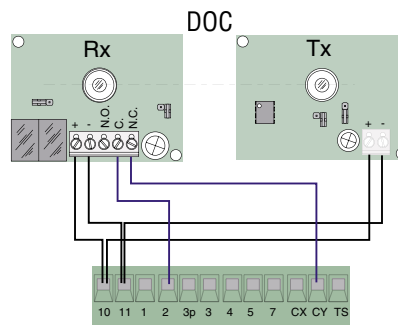 DOC
Rx
Tx
+ - N.O. C. N.C.
+ -
10 11 1 2 3p 3 4 5 7 CX CY TS